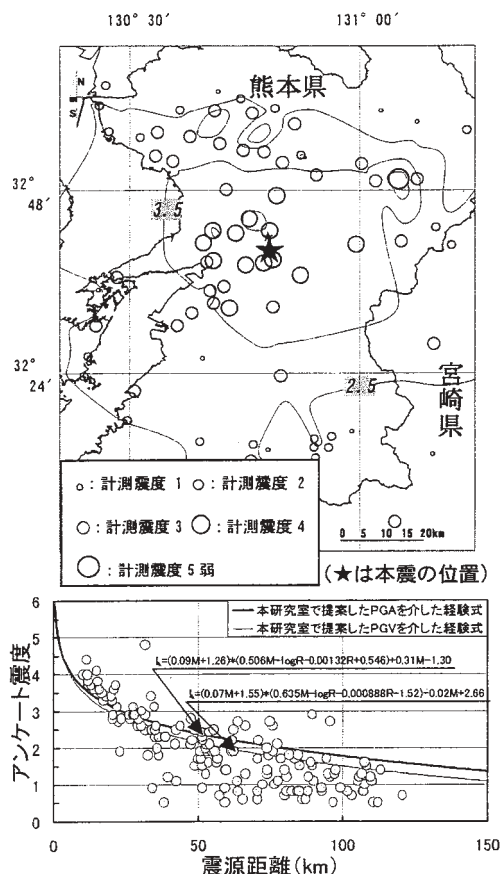 130° 30′ 131° 00′
熊本県
N
S
32°
48′
3.5
32°
24′
2.5
宮崎県
○: 計測震度 1 ○: 計測震度 2
○: 計測震度 3 ○: 計測震度 4
○: 計測震度 5 弱
0 5 10 15 20km
(★は本震の位置)
本研究室で提案したPGAを介した経験式
本研究室で提案したPGVを介した経験式
I=(0.09M+1.26)*(0.506M-logR-0.00132R+0.546)+0.31M-1.30
I=(0.07M+1.55)*(0.635M-logR-0.000888R-1.52)-0.02M+2.66
アンケート震度
6
5
4
3
2
1
0
0 50 100 150
震源距離(km)